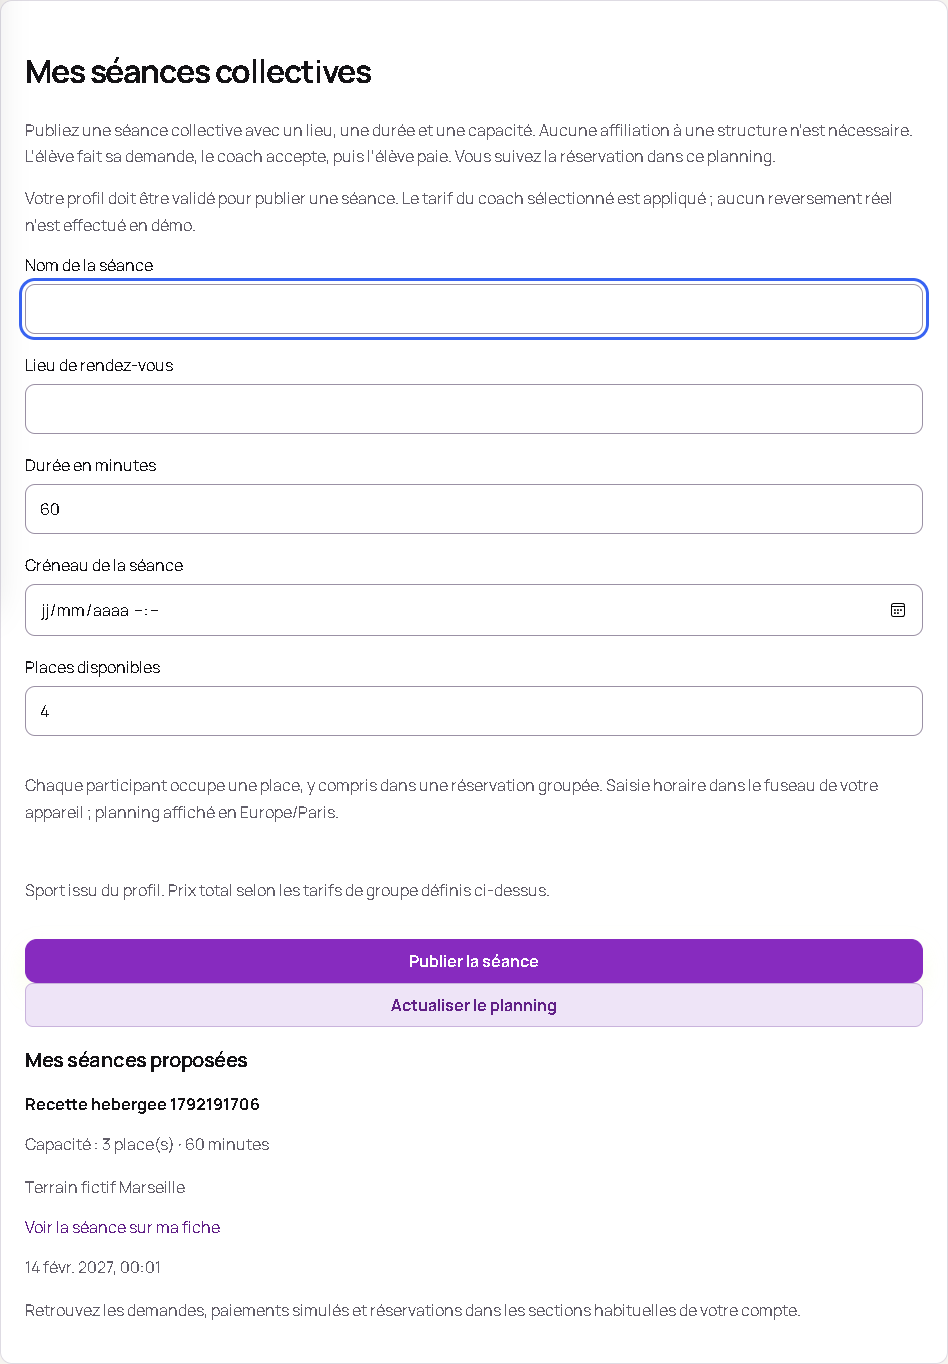 Mes séances collectives
Publiez une séance collective avec un lieu, une durée et une capacité. Aucune affiliation à une structure n'est nécessaire.
L'élève fait sa demande, le coach accepte, puis l'élève paie. Vous suivez la réservation dans ce planning.
Votre profil doit être validé pour publier une séance. Le tarif du coach sélectionné est appliqué ; aucun reversement réel
n'est effectué en démo.
Nom de la séance
Lieu de rendez-vous
Durée en minutes
60
Créneau de la séance
jj/mm/aaaa –:–
Places disponibles
4
Chaque participant occupe une place, y compris dans une réservation groupée. Saisie horaire dans le fuseau de votre
appareil ; planning affiché en Europe/Paris.
Sport issu du profil. Prix total selon les tarifs de groupe définis ci-dessus.
Publier la séance
Actualiser le planning
Mes séances proposées
Recette hebergee 1792191706
Capacité : 3 place(s) · 60 minutes
Terrain fictif Marseille
Voir la séance sur ma fiche
14 févr. 2027, 00:01
Retrouvez les demandes, paiements simulés et réservations dans les sections habituelles de votre compte.